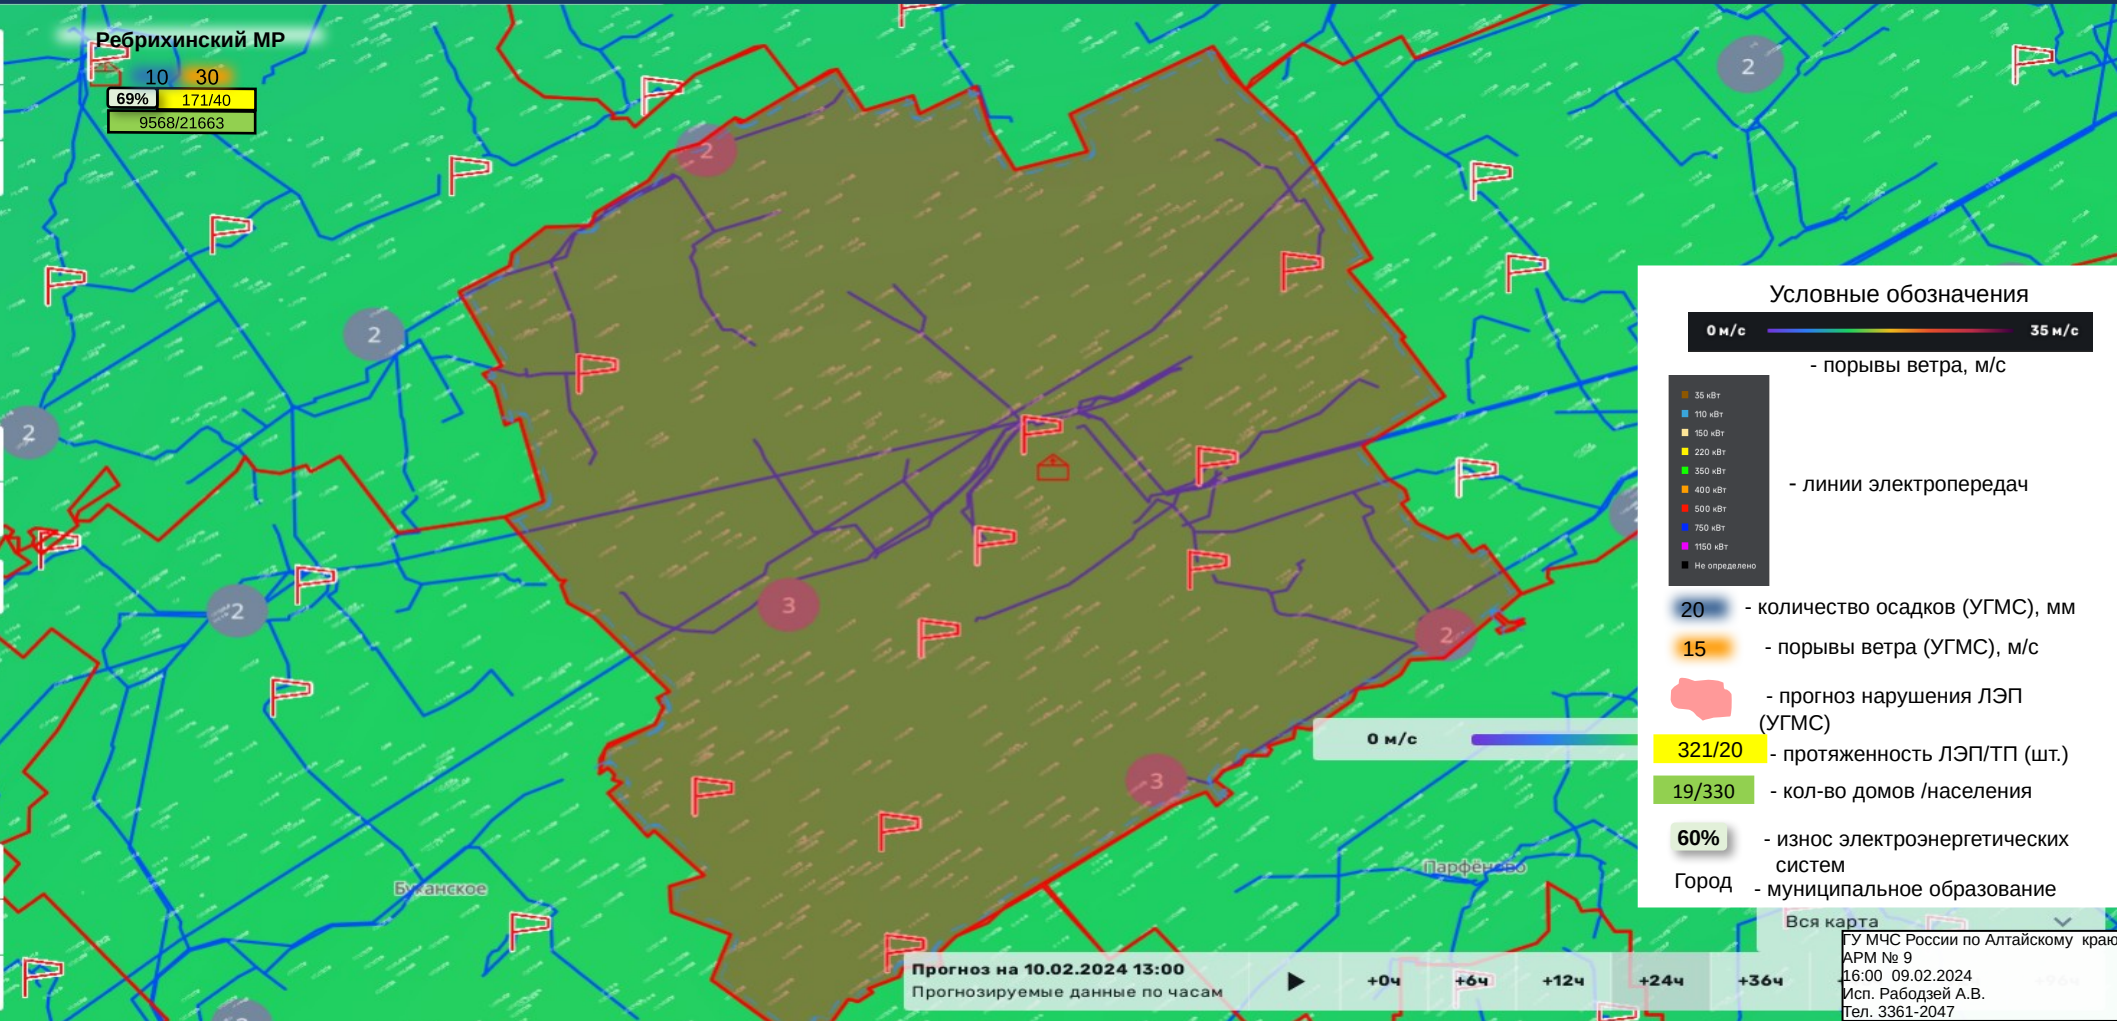 Ребрихинский МР
10 30
69% 171/40
9568/21663
2
2
2
2
2
3
2
3
Буканское
Парфёново
0 м/с
Условные обозначения
0 м/с 35 м/с
- порывы ветра, м/с
35 кВт
110 кВт
150 кВт
220 кВт
350 кВт
400 кВт
500 кВт
750 кВт
1150 кВт
Не определено
- линии электропередач
20 - количество осадков (УГМС), мм
15 - порывы ветра (УГМС), м/с
- прогноз нарушения ЛЭП
(УГМС)
321/20 - протяженность ЛЭП/ТП (шт.)
19/330 - кол-во домов /населения
60% - износ электроэнергетических
систем
Город - муниципальное образование
Вся карта
Прогноз на 10.02.2024 13:00
Прогнозируемые данные по часам
+0ч +6ч +12ч +24ч +36ч
ГУ МЧС России по Алтайскому краю
АРМ № 9
16:00 09.02.2024
Исп. Рабодзей А.В.
Тел. 3361-2047